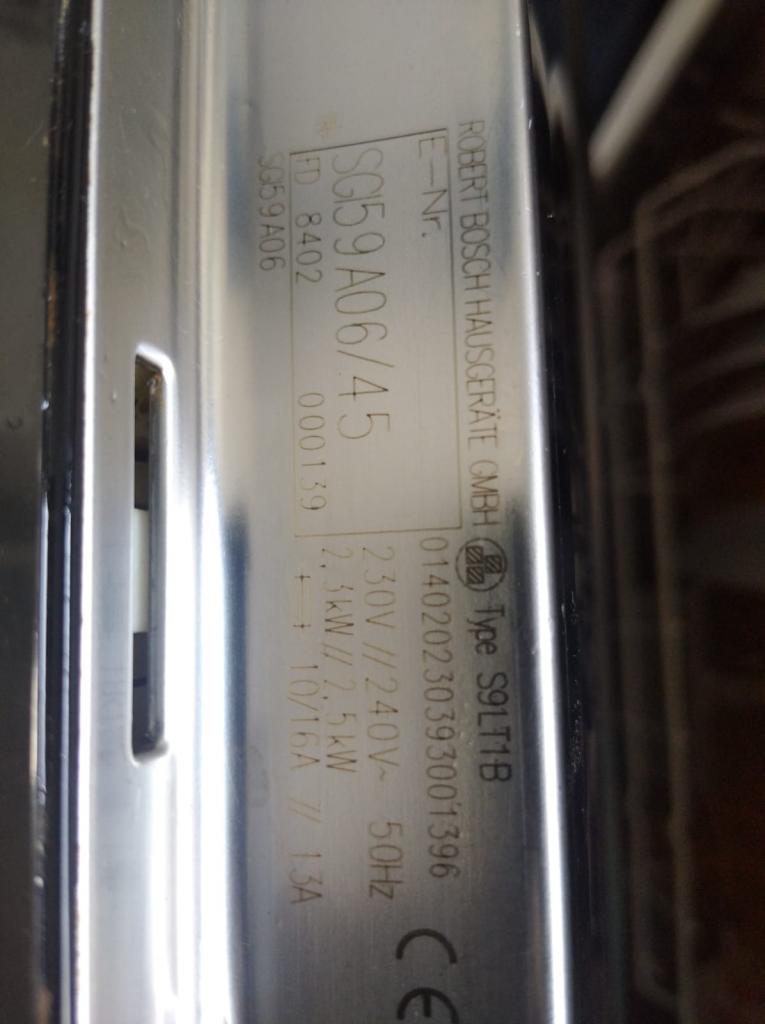 ROBERT BOSCH HAUSGERÄTE GMBH Type S9LT1B
E-Nr. 014020230393001396
SGI59A06/45 230V//240V~ 50Hz
2,3kW//2,5kW
FD 8402 000139 10/16A // 13A
SGI59A06
CE